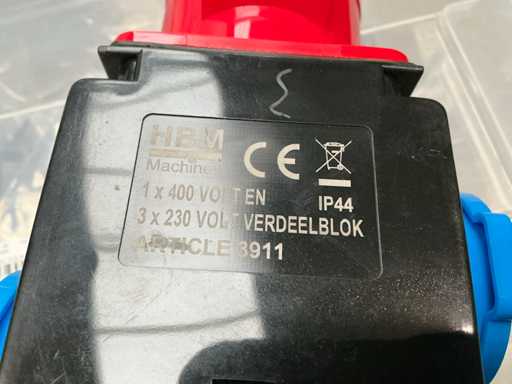 HBM
Machines
CE
1 x 400 VOLT EN
IP44
3 x 230 VOLT VERDEELBLOK
ARTICLE 3911